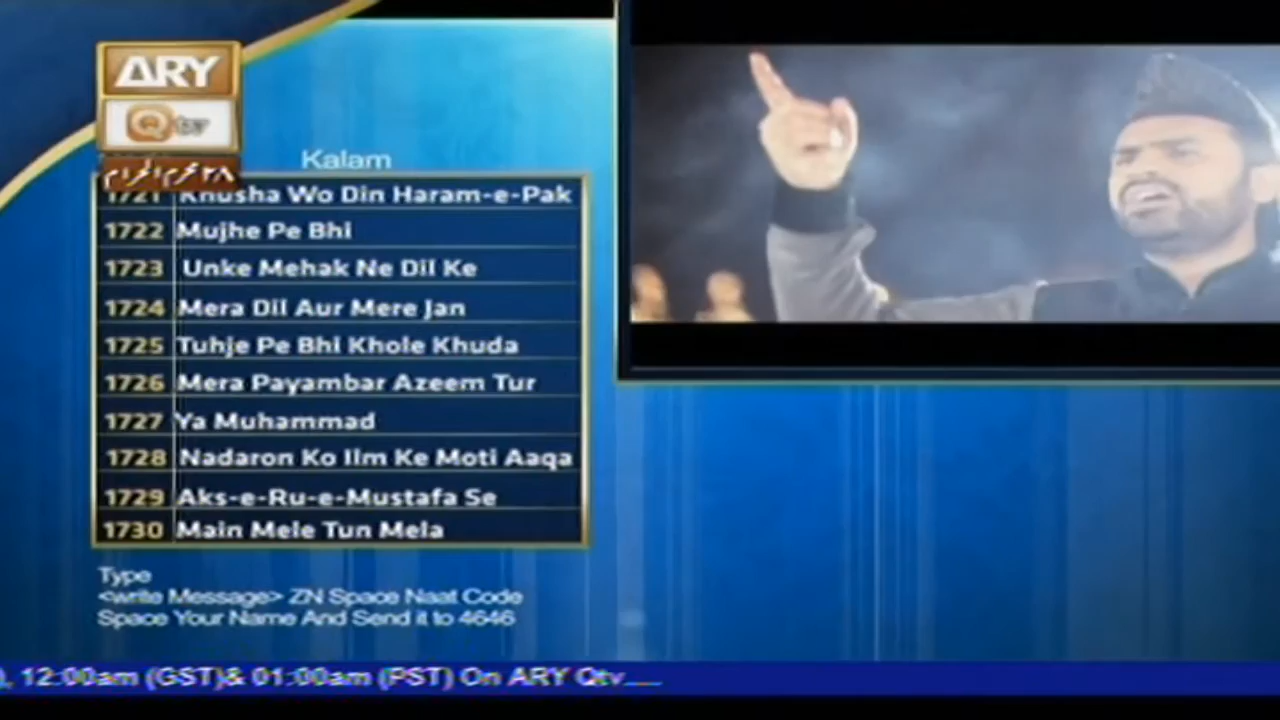 ARY
Qtv
۲۸ محرم الحرام
Kalam
1721 Khusha Wo Din Haram-e-Pak
1722 Mujhe Pe Bhi
1723 Unke Mehak Ne Dil Ke
1724 Mera Dil Aur Mere Jan
1725 Tuhje Pe Bhi Khole Khuda
1726 Mera Payambar Azeem Tur
1727 Ya Muhammad
1728 Nadaron Ko Ilm Ke Moti Aaqa
1729 Aks-e-Ru-e-Mustafa Se
1730 Main Mele Tun Mela
Type
<write Message> ZN Space Naat Code
Space Your Name And Send it to 4646
), 12:00am (GST)& 01:00am (PST) On ARY Qtv.....